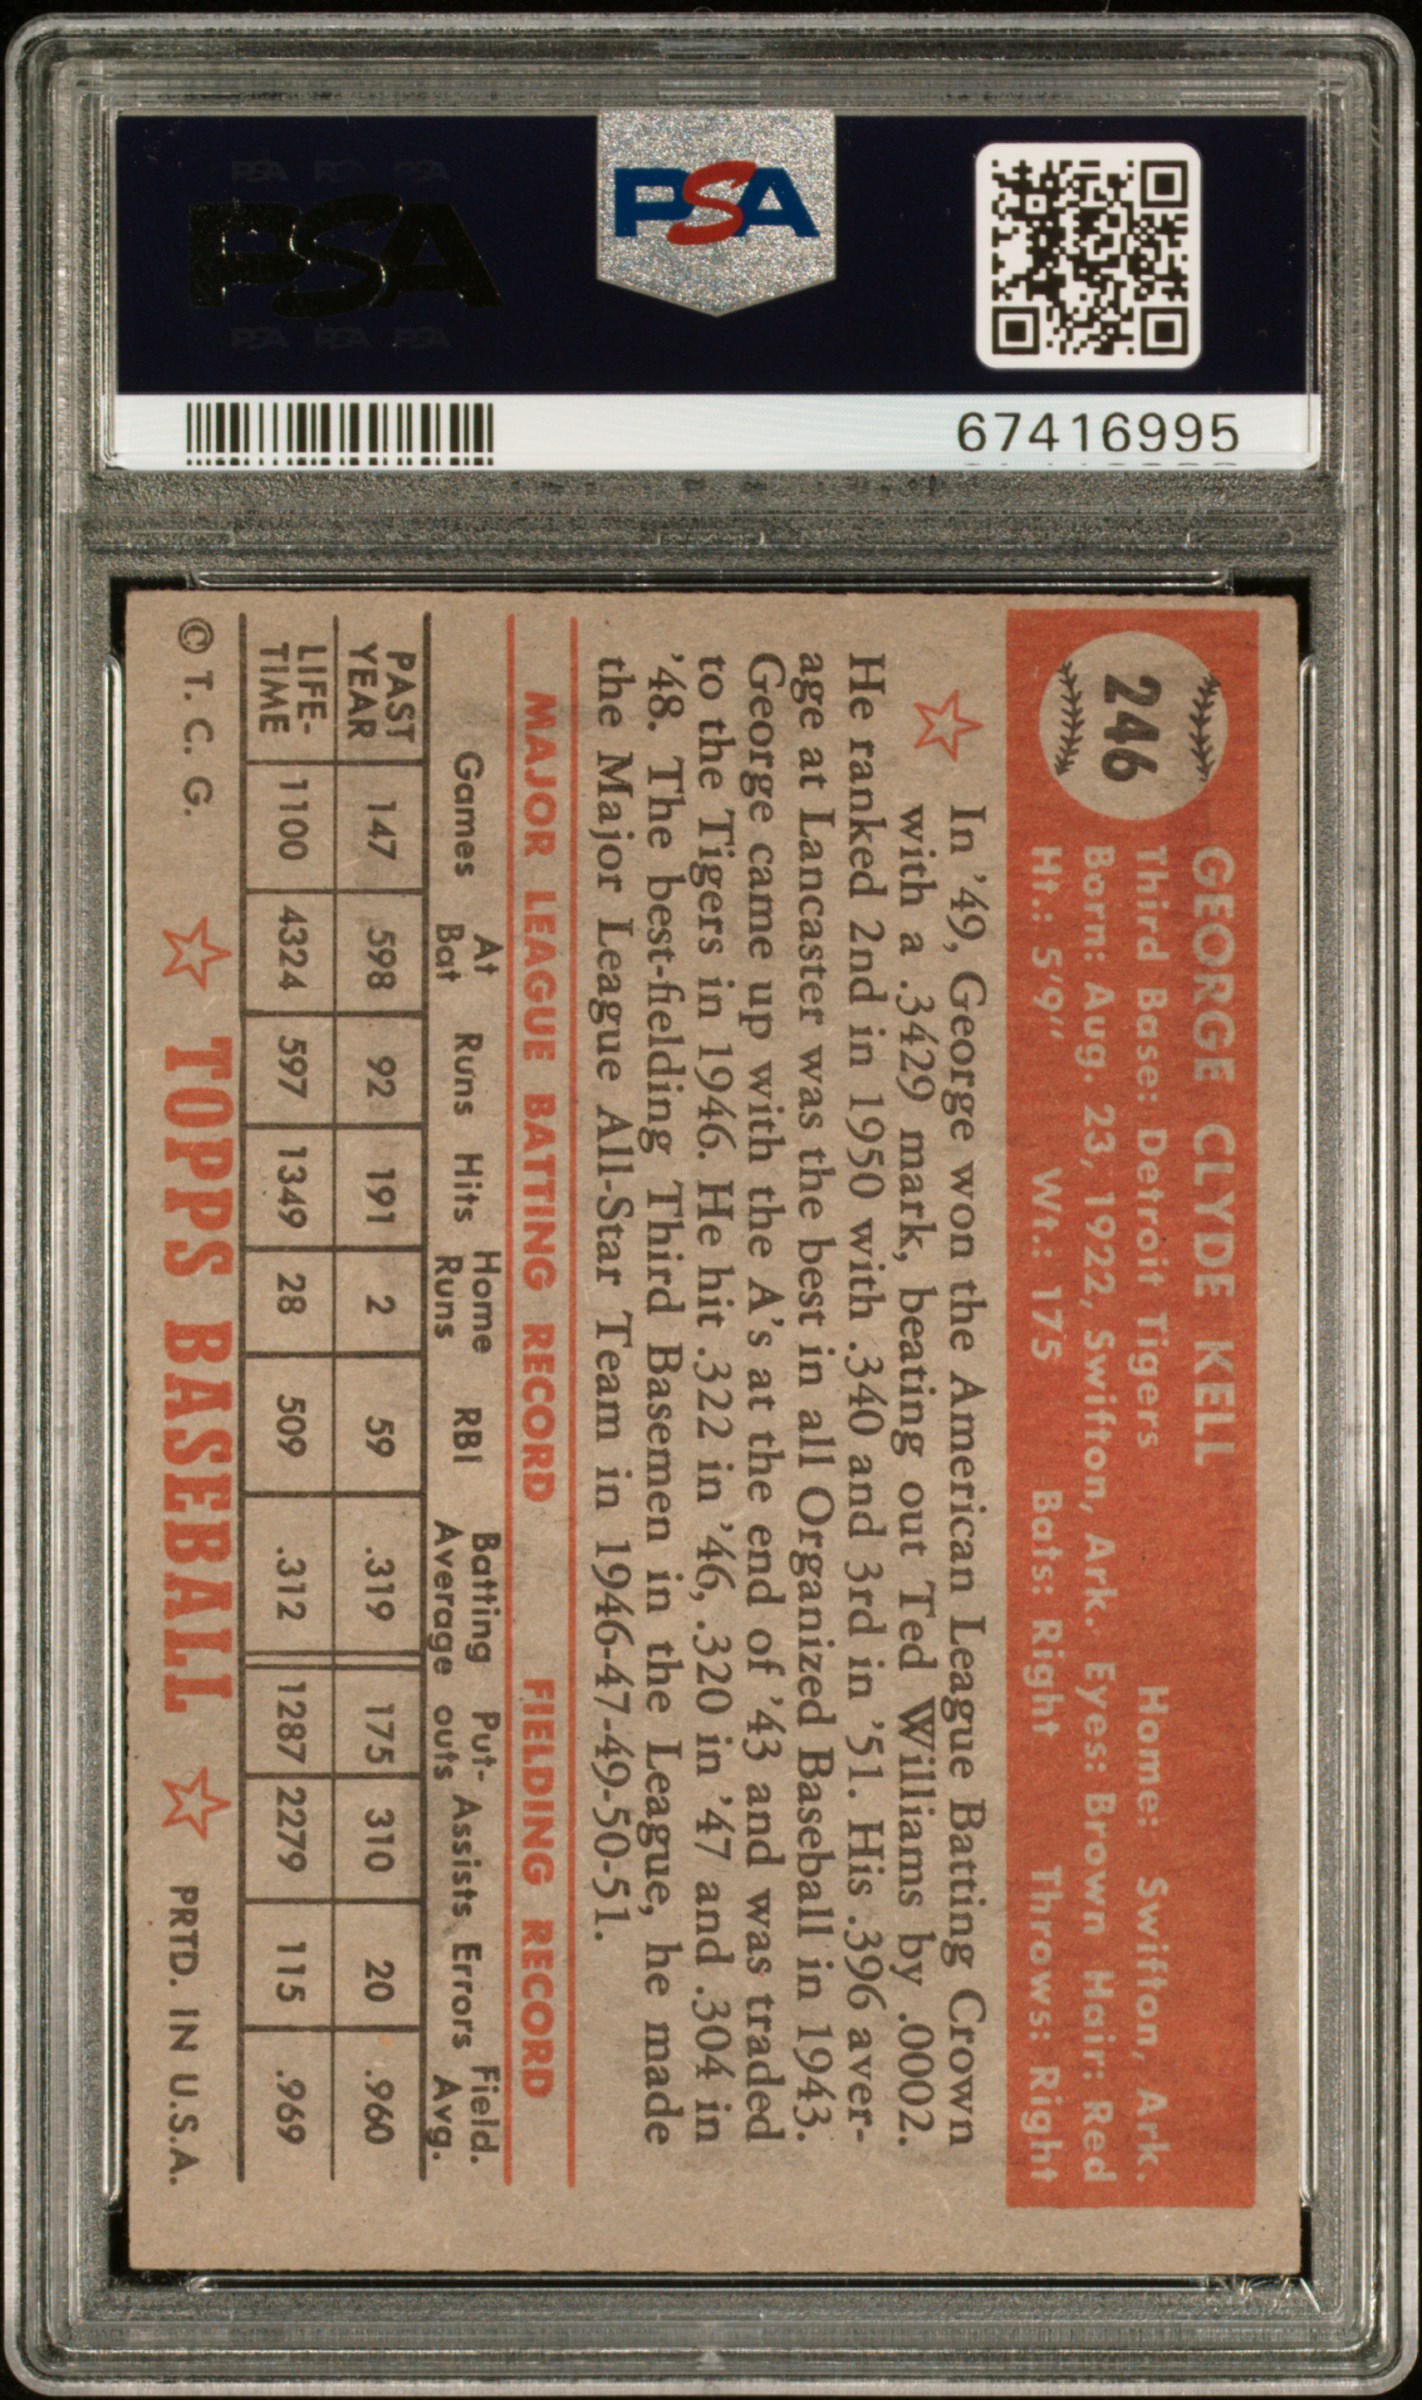 PSA PSA PSA
PSA
PSA PSA PSA
PSA
67416995
246
GEORGE CLYDE KELL
Third Base: Detroit Tigers Home: Swifton, Ark.
Born: Aug. 23, 1922, Swifton, Ark. Eyes: Brown Hair: Red
Ht.: 5'9" Wt.: 175 Bats: Right Throws: Right
In '49, George won the American League Batting Crown
with a .3429 mark, beating out Ted Williams by .0002.
He ranked 2nd in 1950 with .340 and 3rd in '51. His .396 aver-
age at Lancaster was the best in all Organized Baseball in 1943.
George came up with the A's at the end of '43 and was traded
to the Tigers in 1946. He hit .322 in '46, .320 in '47 and .304 in
'48. The best-fielding Third Basemen in the League, he made
the Major League All-Star Team in 1946-47-49-50-51.
MAJOR LEAGUE BATTING RECORD FIELDING RECORD
Games At Bat Runs Hits Home Runs RBI Batting Average Put-outs Assists Errors Field. Avg.
PAST YEAR 147 598 92 191 2 59 .319 175 310 20 .960
LIFE-TIME 1100 4324 597 1349 28 509 .312 1287 2279 115 .969
© T. C. G. TOPPS BASEBALL PRTD. IN U.S.A.